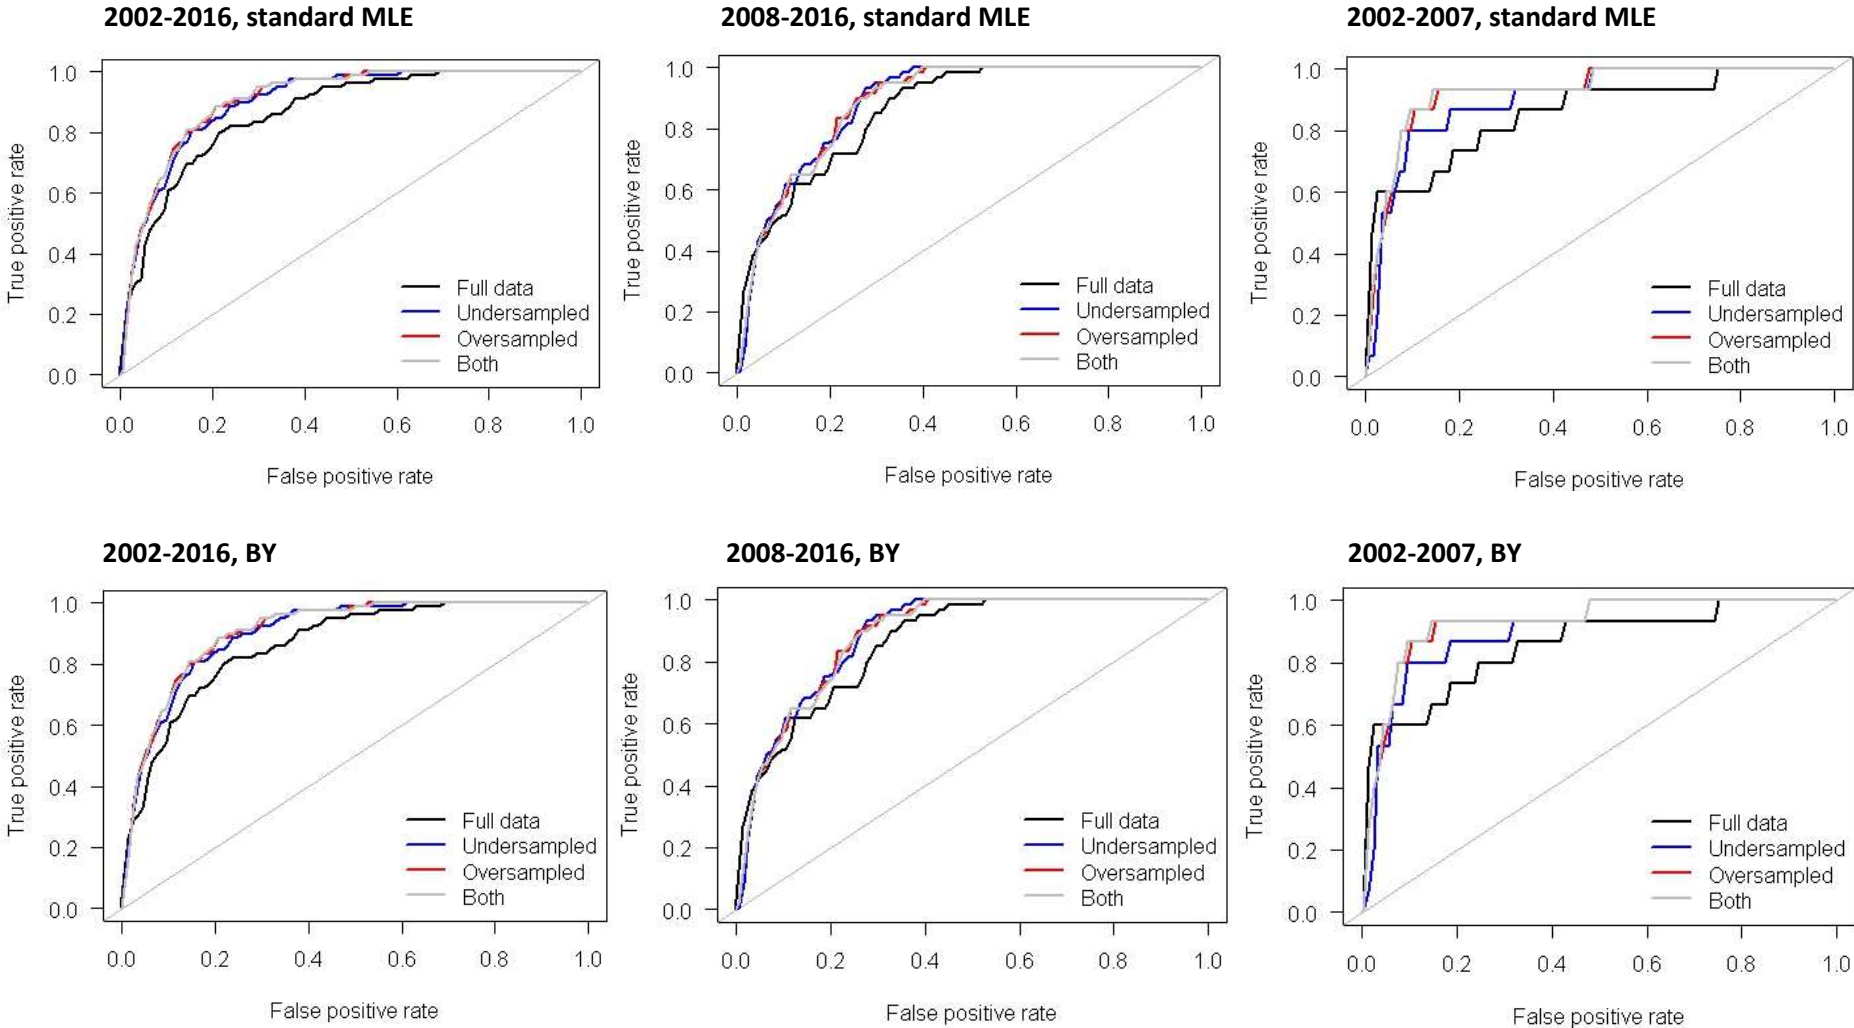 2002-2016, standard MLE
True positive rate
1.0
0.8
0.6
0.4
0.2
0.0
Full data
Undersampled
Oversampled
Both
0.0 0.2 0.4 0.6 0.8 1.0
False positive rate
2008-2016, standard MLE
True positive rate
1.0
0.8
0.6
0.4
0.2
0.0
Full data
Undersampled
Oversampled
Both
0.0 0.2 0.4 0.6 0.8 1.0
False positive rate
2002-2007, standard MLE
True positive rate
1.0
0.8
0.6
0.4
0.2
0.0
Full data
Undersampled
Oversampled
Both
0.0 0.2 0.4 0.6 0.8 1.0
False positive rate
2002-2016, BY
True positive rate
1.0
0.8
0.6
0.4
0.2
0.0
Full data
Undersampled
Oversampled
Both
0.0 0.2 0.4 0.6 0.8 1.0
False positive rate
2008-2016, BY
True positive rate
1.0
0.8
0.6
0.4
0.2
0.0
Full data
Undersampled
Oversampled
Both
0.0 0.2 0.4 0.6 0.8 1.0
False positive rate
2002-2007, BY
True positive rate
1.0
0.8
0.6
0.4
0.2
0.0
Full data
Undersampled
Oversampled
Both
0.0 0.2 0.4 0.6 0.8 1.0
False positive rate